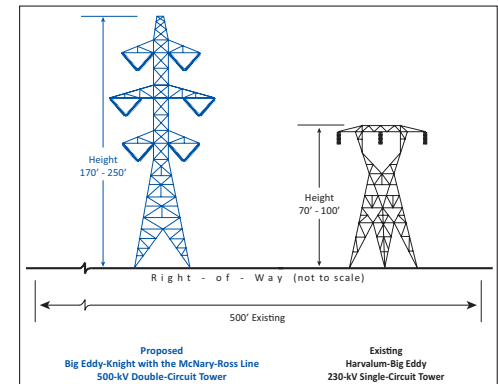 Height
170' - 250'
Height
70' - 100'
Right - of - Way (not to scale)
500' Existing
Proposed
Big Eddy-Knight with the McNary-Ross Line
500-kV Double-Circuit Tower
Existing
Harvalum-Big Eddy
230-kV Single-Circuit Tower